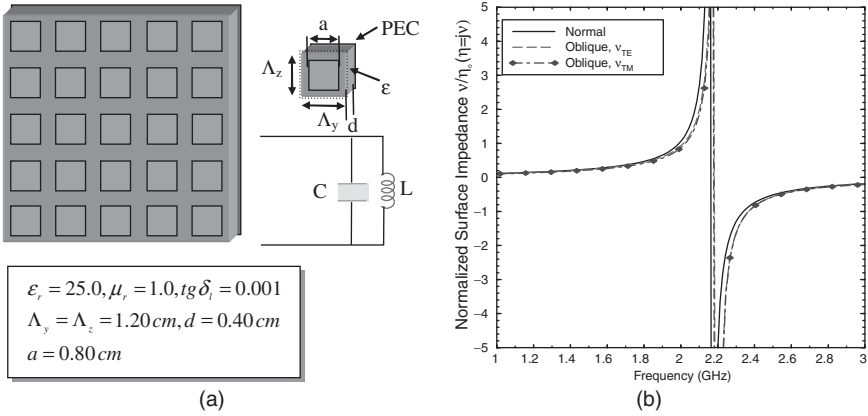 a
PEC
Λz
ε
Λy
d
C
L
εr = 25.0, μr = 1.0, tgδl = 0.001
Λy = Λz = 1.20 cm, d = 0.40 cm
a = 0.80 cm
(a)
Normalized Surface Impedance ν/ηo(η=jν)
5
4
3
2
1
0
−1
−2
−3
−4
−5
Normal
Oblique, νTE
Oblique, νTM
1 1.2 1.4 1.6 1.8 2 2.2 2.4 2.6 2.8 3
Frequency (GHz)
(b)